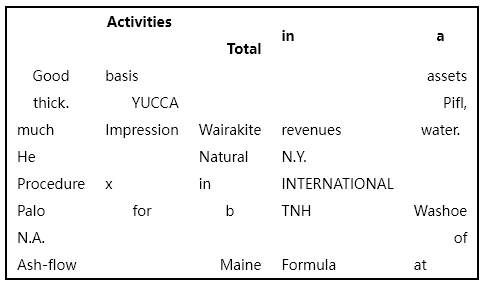 Activities Total in a
Good basis assets
thick. YUCCA Pifl,
much Impression Wairakite revenues water.
He Natural N.Y.
Procedure x in INTERNATIONAL
Palo for b TNH Washoe
N.A. of
Ash-flow Maine Formula at